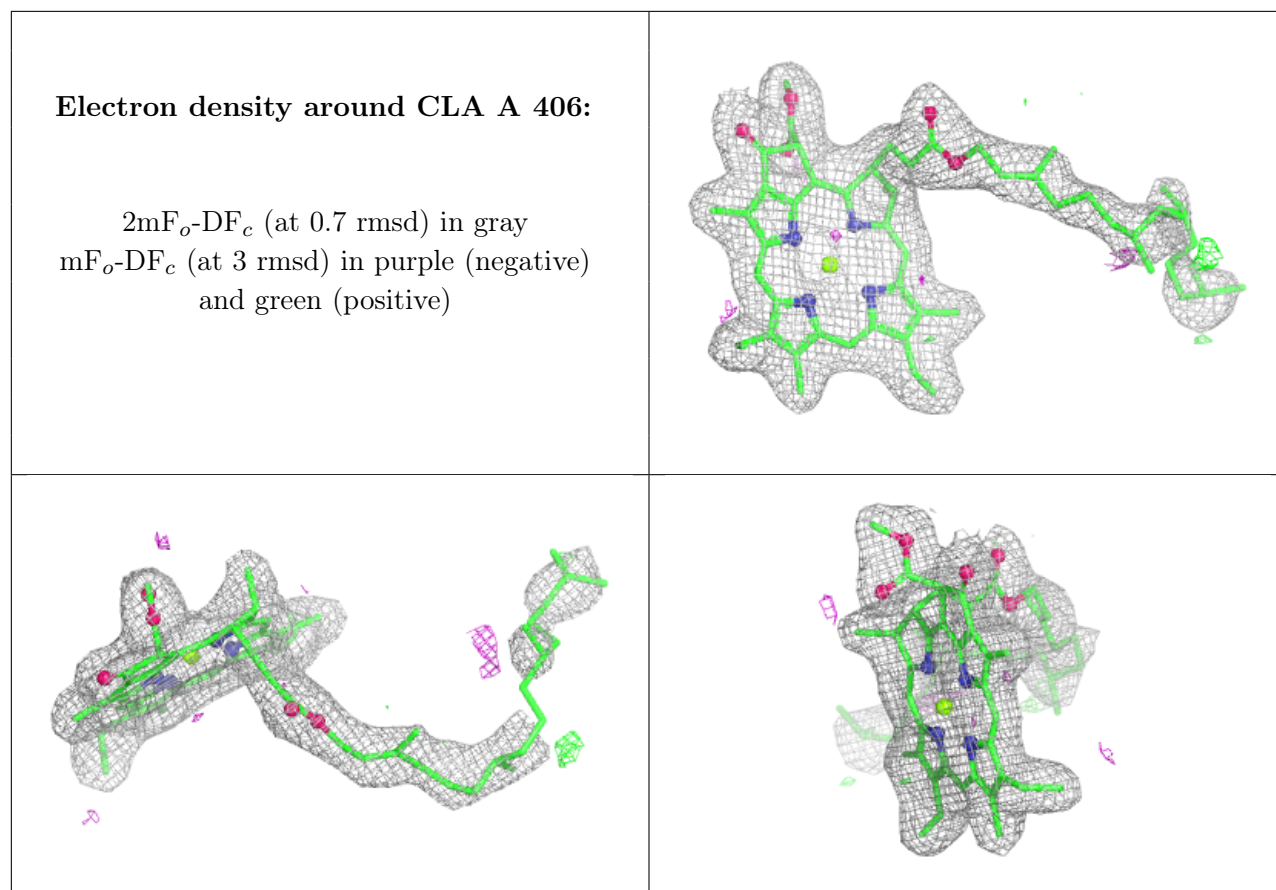 Electron density around CLA A 406:
2mFo-DFc (at 0.7 rmsd) in gray
mFo-DFc (at 3 rmsd) in purple (negative)
and green (positive)